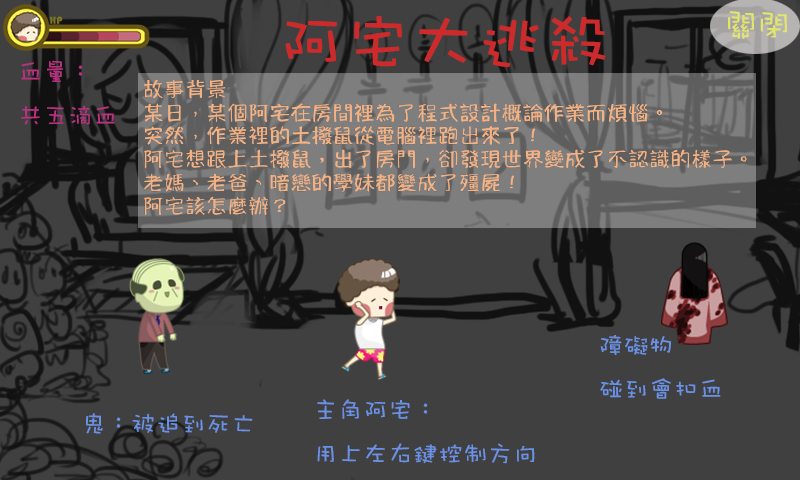 HP
阿宅大逃殺
關閉
血量：
共五滴血
故事背景
某日，某個阿宅在房間裡為了程式設計概論作業而煩惱。
突然，作業裡的土撥鼠從電腦裡跑出來了！
阿宅想跟上土撥鼠，出了房門，卻發現世界變成了不認識的樣子。
老媽、老爸、暗戀的學妹都變成了殭屍！
阿宅該怎麼辦？
障礙物
碰到會扣血
鬼：被追到死亡
主角阿宅：
用上左右鍵控制方向